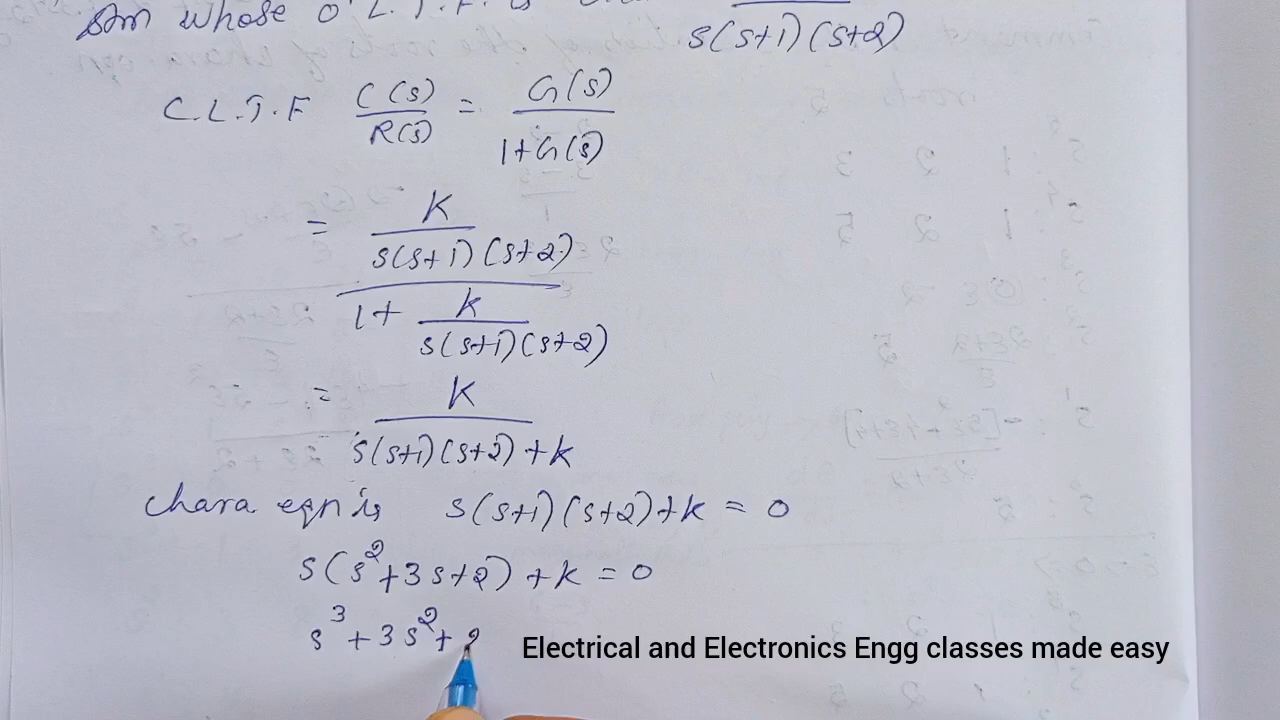 s/m whose O.L.T.F. is
s(s+1)(s+2)
C.L.T.F C(s)/R(s) = G(s)/1+G(s)
= K/s(s+1)(s+2)
1+ K/s(s+1)(s+2)
= K/s(s+1)(s+2)+K
Chara eqn is s(s+1)(s+2)+K = 0
s(s²+3s+2)+K = 0
s³+3s²+2
Electrical and Electronics Engg classes made easy